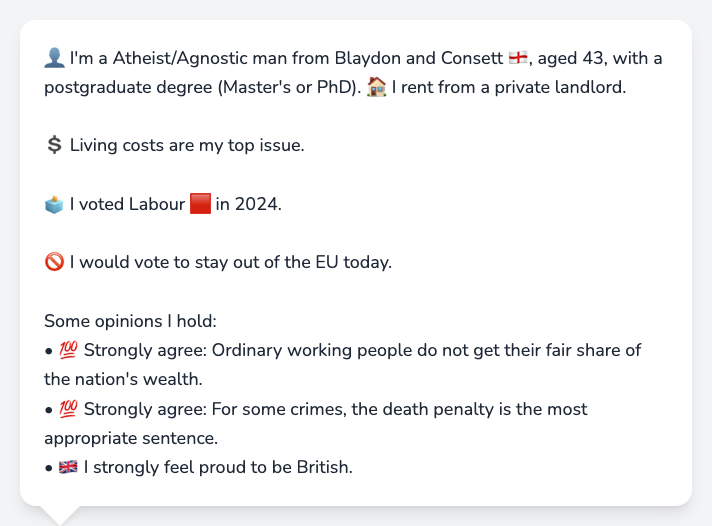 👤 I'm a Atheist/Agnostic man from Blaydon and Consett 🏴󠁧󠁢󠁥󠁮󠁧󠁿, aged 43, with a
postgraduate degree (Master's or PhD). 🏠 I rent from a private landlord.
💲 Living costs are my top issue.
🗳️ I voted Labour 🟥 in 2024.
🚫 I would vote to stay out of the EU today.
Some opinions I hold:
• 💯 Strongly agree: Ordinary working people do not get their fair share of
the nation's wealth.
• 💯 Strongly agree: For some crimes, the death penalty is the most
appropriate sentence.
• 🇬🇧 I strongly feel proud to be British.